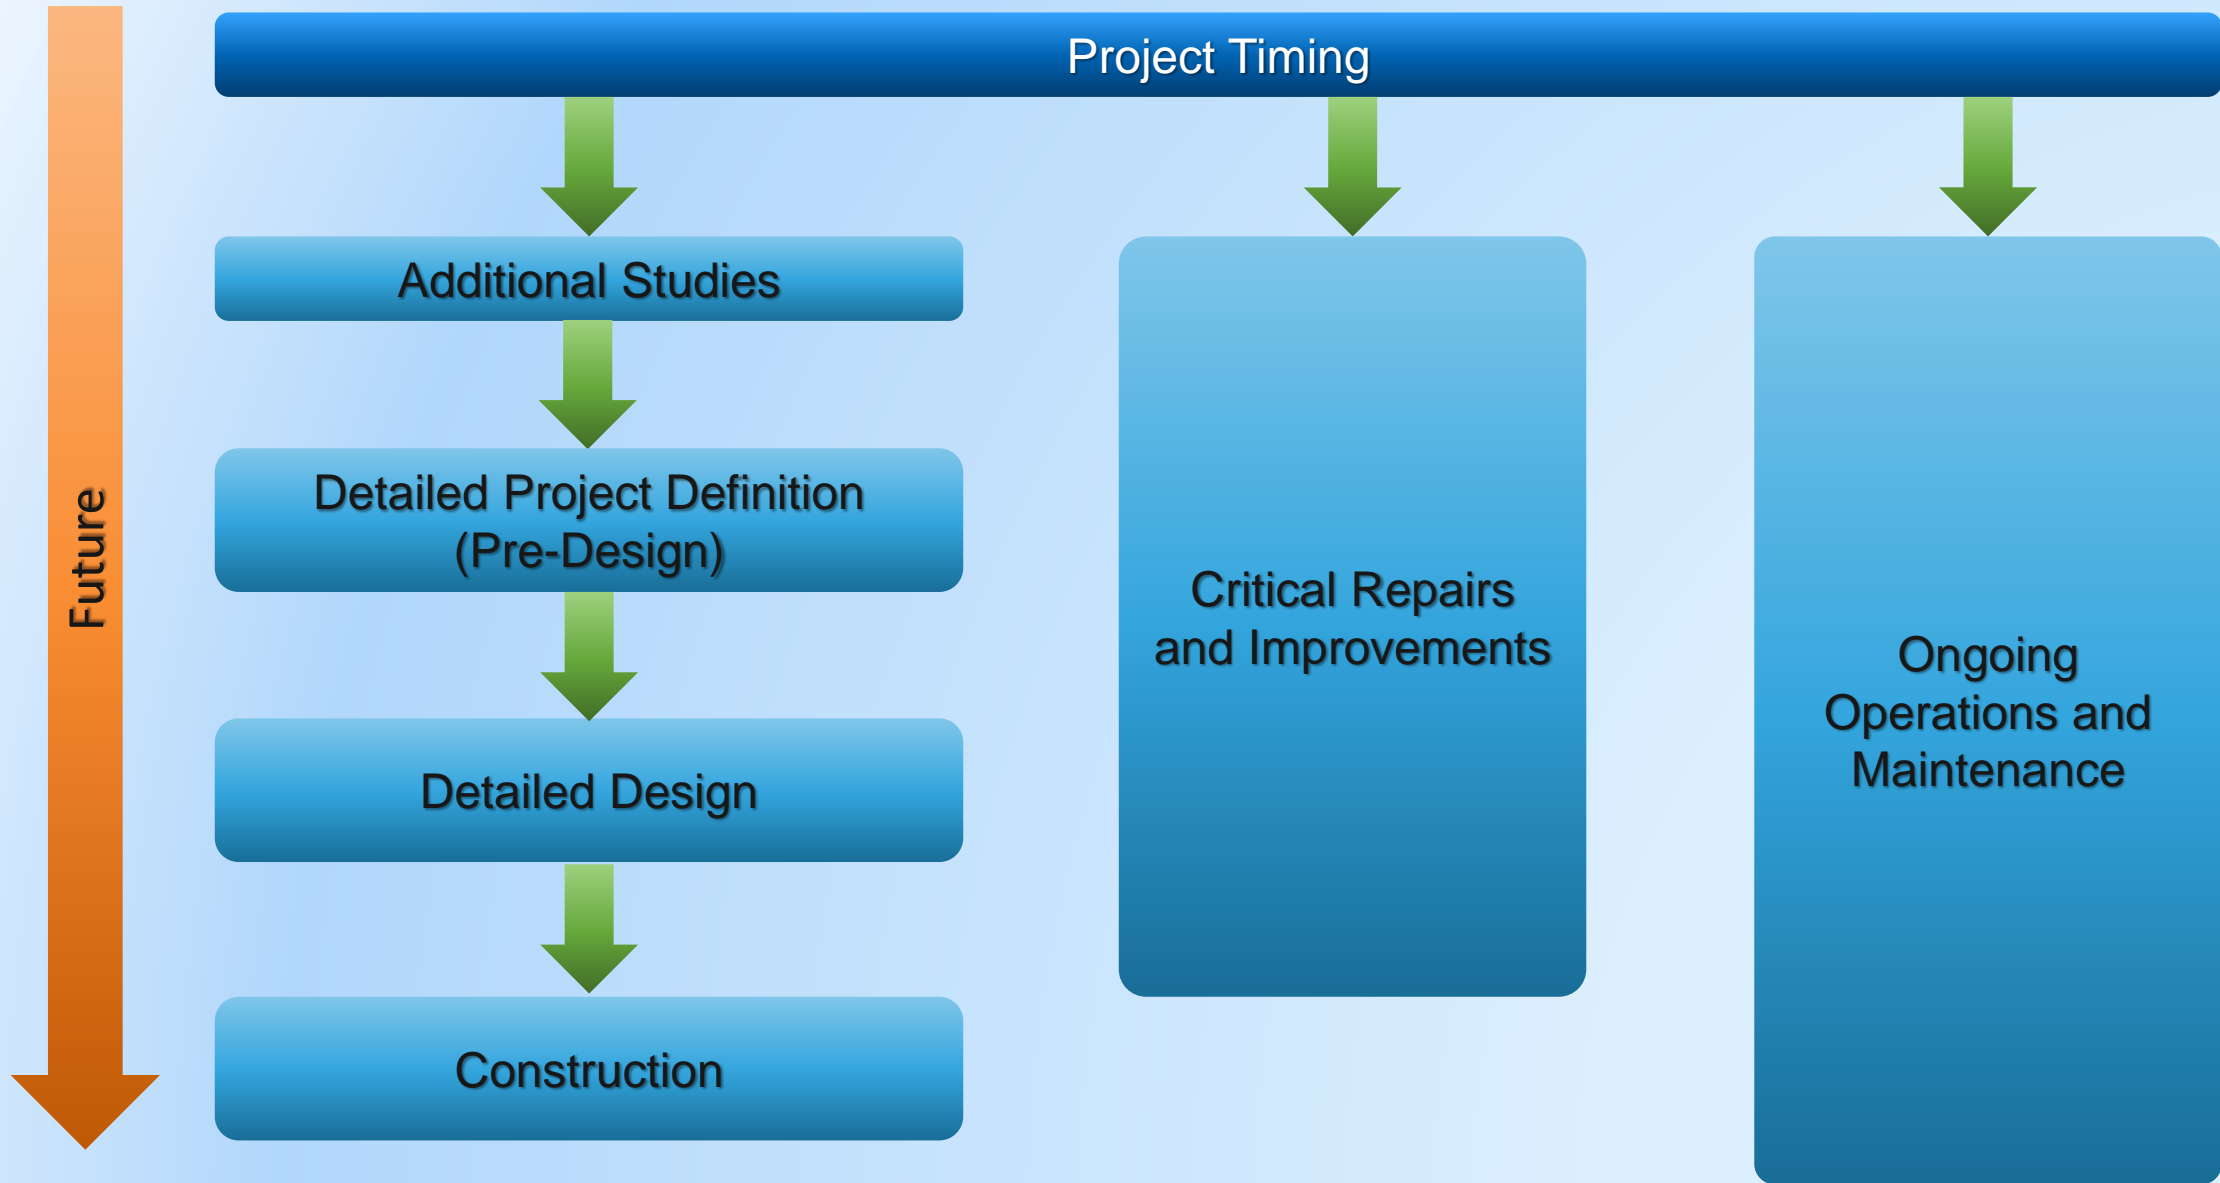 Project Timing
Future
Additional Studies
Detailed Project Definition
(Pre-Design)
Detailed Design
Construction
Critical Repairs
and Improvements
Ongoing
Operations and
Maintenance